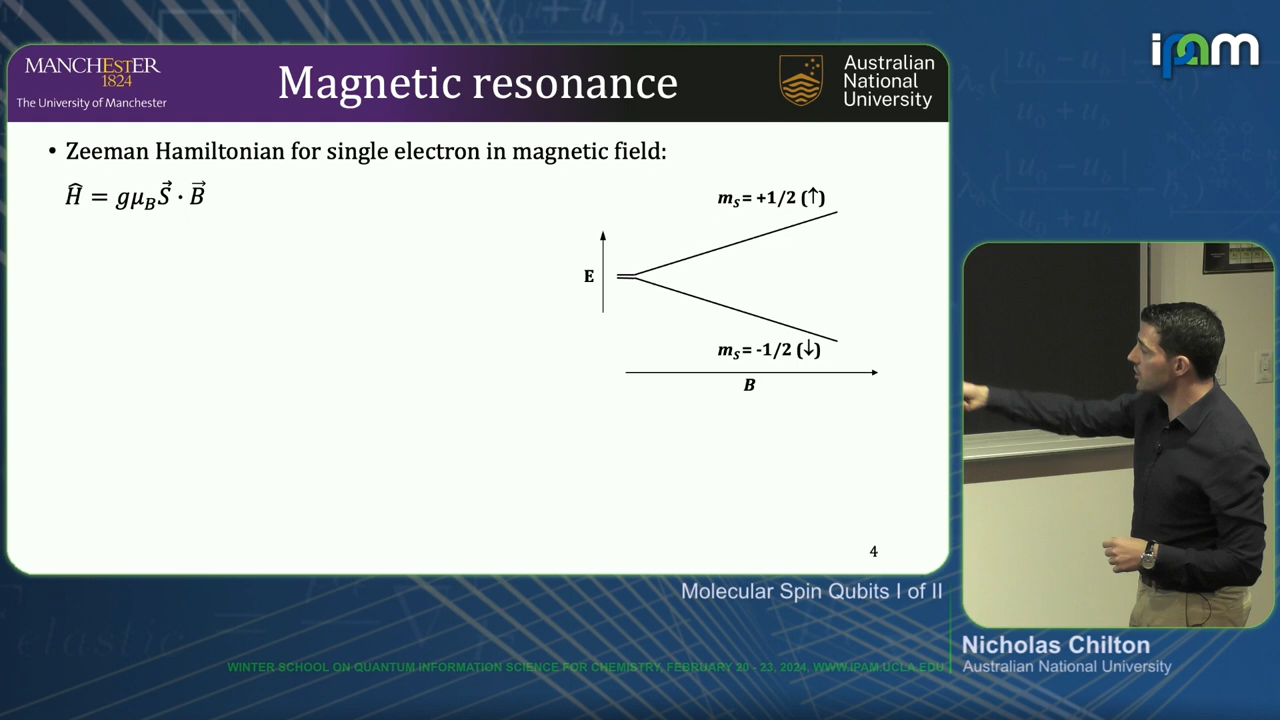 MANCHESTER
1824
The University of Manchester
Magnetic resonance
Australian
National
University
ipam
• Zeeman Hamiltonian for single electron in magnetic field:
Ĥ = gμ_B S⃗ · B⃗
m_S = +1/2 (↑)
E
m_S = -1/2 (↓)
B
4
Molecular Spin Qubits I of II
Nicholas Chilton
Australian National University
WINTER SCHOOL ON QUANTUM INFORMATION SCIENCE FOR CHEMISTRY, FEBRUARY 20 - 23, 2024, WWW.IPAM.UCLA.EDU
elastic